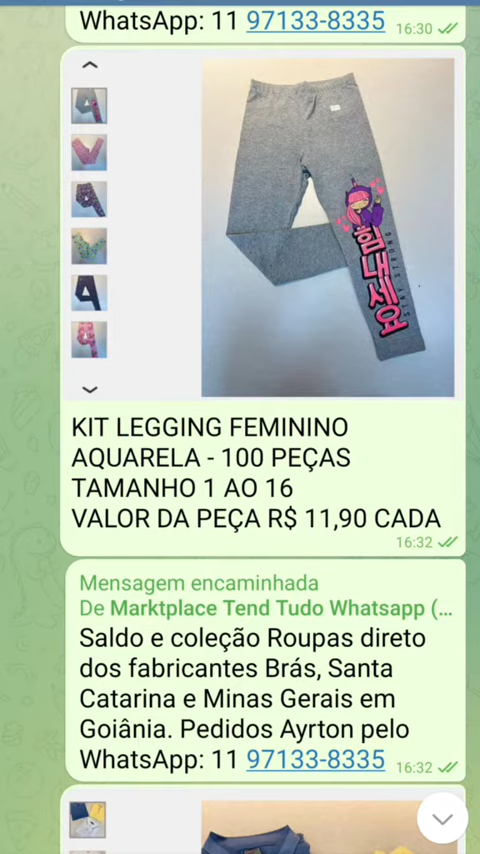 WhatsApp: 11 97133-8335
16:30
힘내세요
STAY STRONG
KIT LEGGING FEMININO
AQUARELA - 100 PEÇAS
TAMANHO 1 AO 16
VALOR DA PEÇA R$ 11,90 CADA
16:32
Mensagem encaminhada
De Marktplace Tend Tudo Whatsapp (...
Saldo e coleção Roupas direto
dos fabricantes Brás, Santa
Catarina e Minas Gerais em
Goiânia. Pedidos Ayrton pelo
WhatsApp: 11 97133-8335
16:32